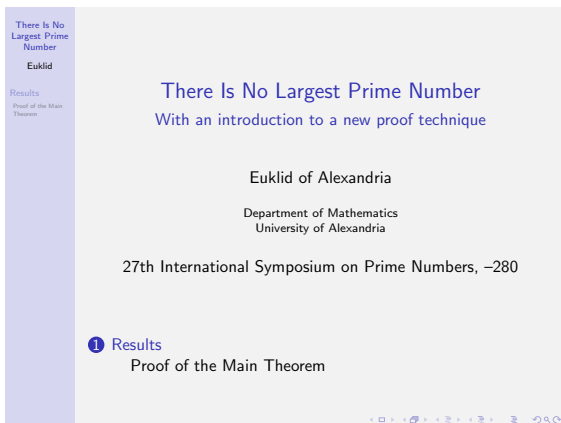 There Is No
Largest Prime
Number
Euklid
Results
Proof of the Main
Theorem
There Is No Largest Prime Number
With an introduction to a new proof technique
Euklid of Alexandria
Department of Mathematics
University of Alexandria
27th International Symposium on Prime Numbers, –280
1 Results
Proof of the Main Theorem